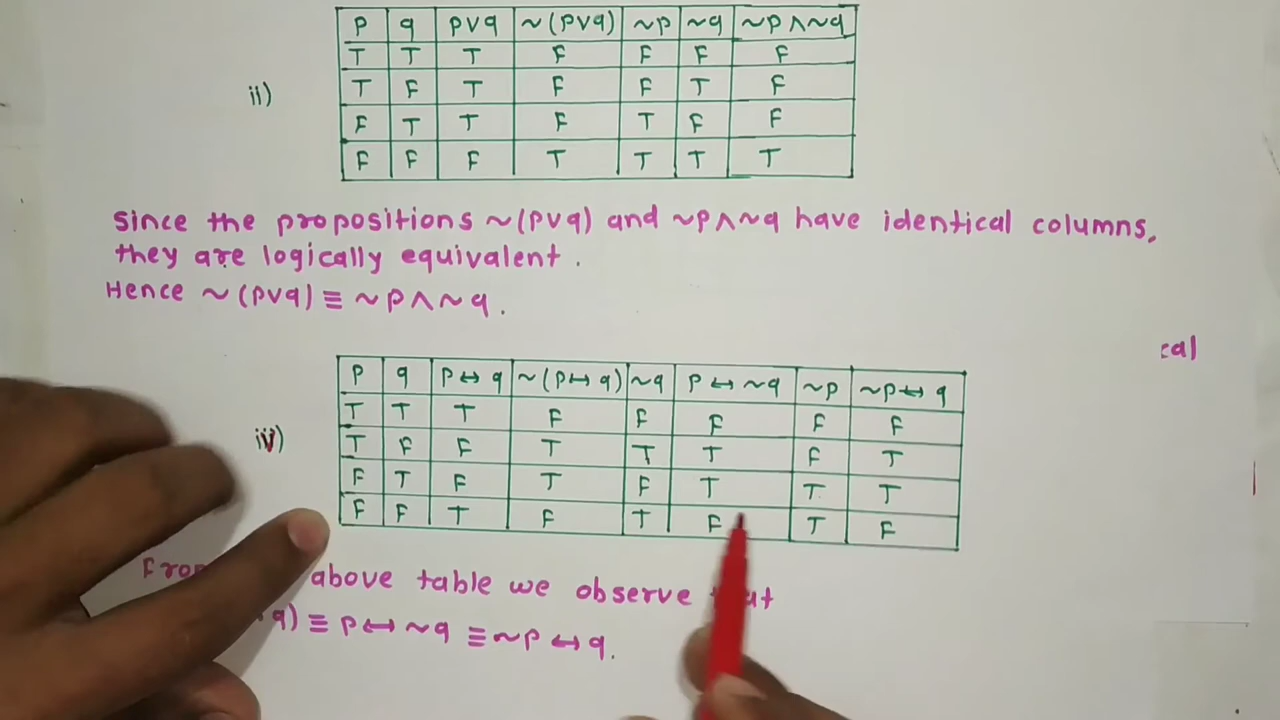 p q p∨q ~(p∨q) ~p ~q ~p∧~q
T T T F F F F
ii)
T F T F F T F
F T T F T F F
F F F T T T T
Since the propositions ~(p∨q) and ~p∧~q have identical columns,
they are logically equivalent.
Hence ~(p∨q) ≡ ~p∧~q.
cal
p q p↔q ~(p↔q) ~q p↔~q ~p ~p↔q
T T T F F F F F
iv)
T F F T T T F T
F T F T F T T T
F F T F T F T F
above table we observe
q) ≡ p↔~q ≡ ~p↔q.